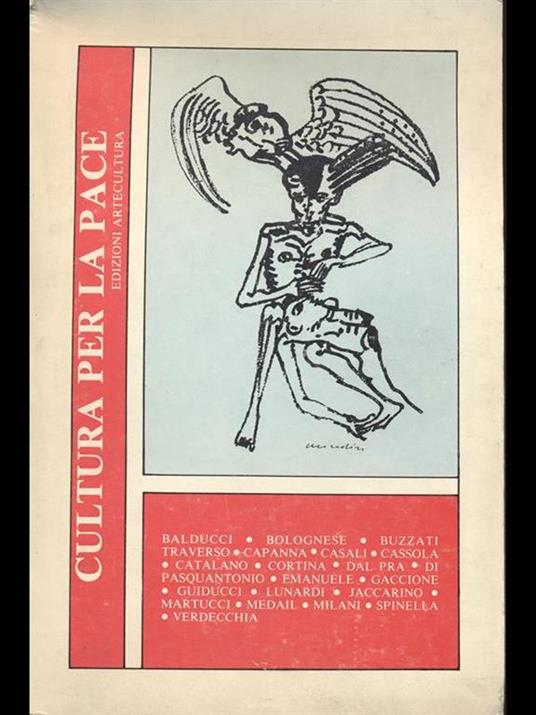 CULTURA PER LA PACE
EDIZIONI ARTECULTURA
BALDUCCI • BOLOGNESE • BUZZATI
TRAVERSO • CAPANNA • CASALI • CASSOLA
• CATALANO • CORTINA • DAL PRA • DI
PASQUANTONIO • EMANUELE • GACCIONE
• GUIDUCCI • LUNARDI • JACCARINO •
MARTUCCI • MEDAIL • MILANI • SPINELLA
• VERDECCHIA